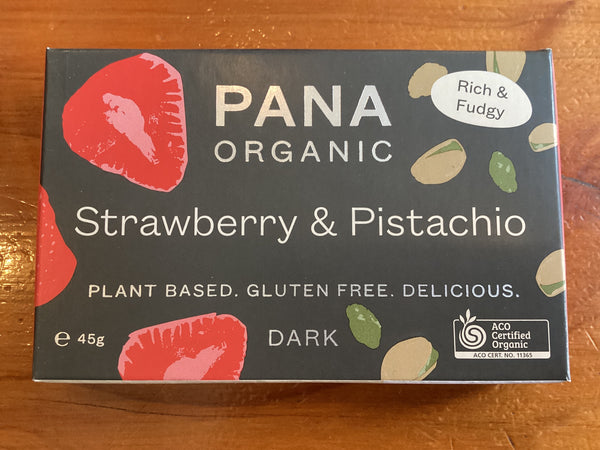 PANA
ORGANIC
Rich &
Fudgy
Strawberry & Pistachio
PLANT BASED. GLUTEN FREE. DELICIOUS.
℮ 45g
DARK
ACO
Certified
Organic
ACO CERT. NO. 11365